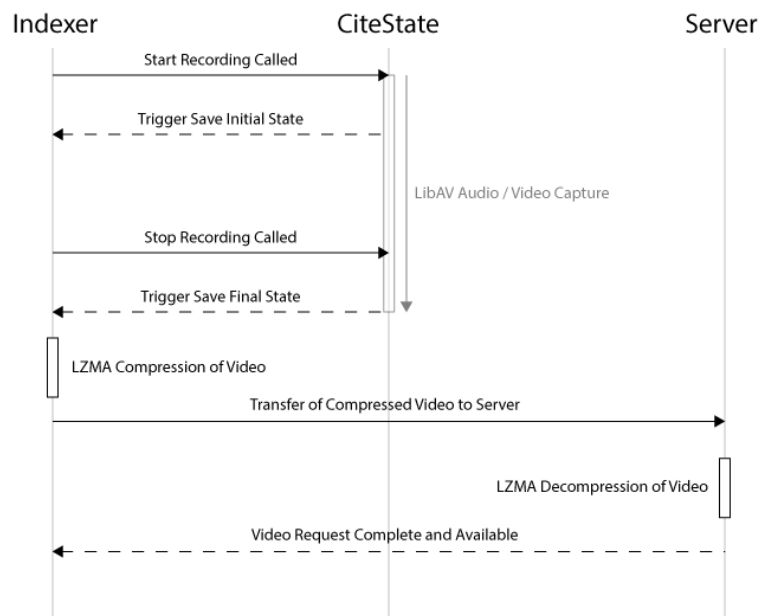 Indexer
CiteState
Server
Start Recording Called
Trigger Save Initial State
LibAV Audio / Video Capture
Stop Recording Called
Trigger Save Final State
LZMA Compression of Video
Transfer of Compressed Video to Server
LZMA Decompression of Video
Video Request Complete and Available